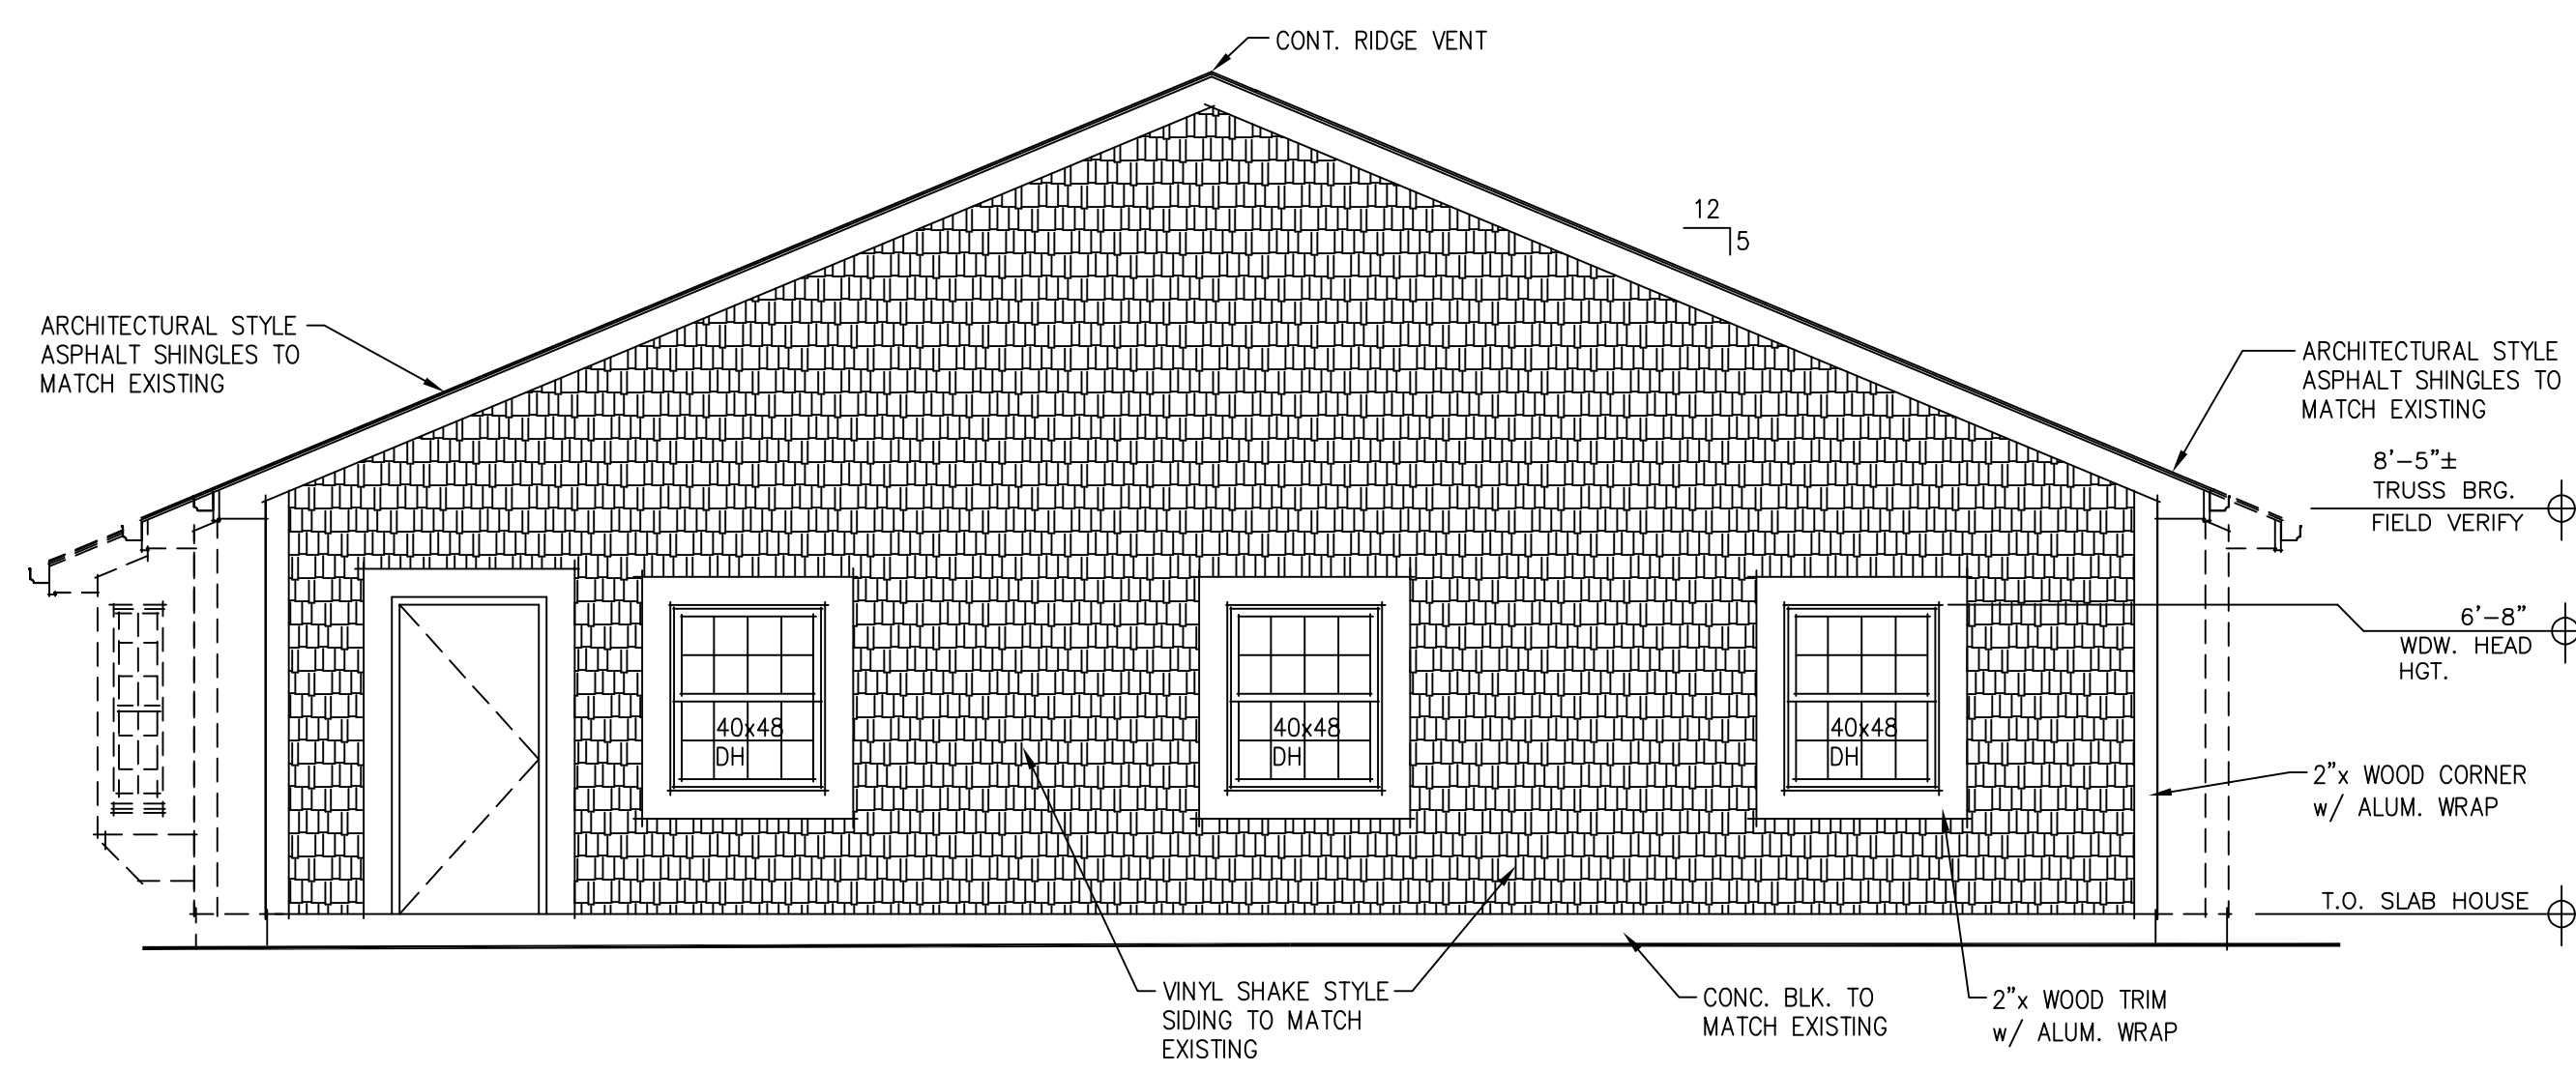 CONT. RIDGE VENT
12
5
ARCHITECTURAL STYLE
ASPHALT SHINGLES TO
MATCH EXISTING
ARCHITECTURAL STYLE
ASPHALT SHINGLES TO
MATCH EXISTING
8'-5"±
TRUSS BRG.
FIELD VERIFY
6'-8"
WDW. HEAD
HGT.
40x48
DH
40x48
DH
40x48
DH
2"x WOOD CORNER
w/ ALUM. WRAP
T.O. SLAB HOUSE
VINYL SHAKE STYLE
SIDING TO MATCH
EXISTING
CONC. BLK. TO
MATCH EXISTING
2"x WOOD TRIM
w/ ALUM. WRAP